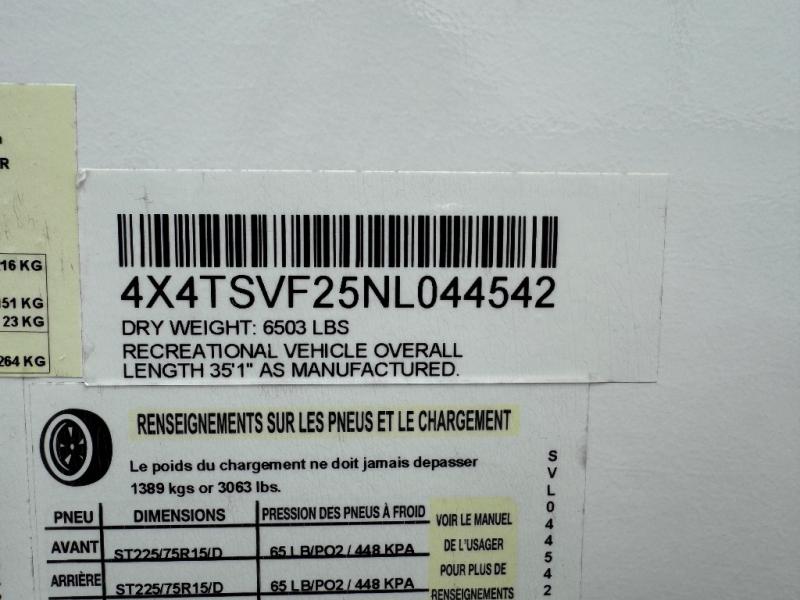 R
16 KG
51 KG
23 KG
264 KG
4X4TSVF25NL044542
DRY WEIGHT: 6503 LBS
RECREATIONAL VEHICLE OVERALL
LENGTH 35'1" AS MANUFACTURED.
RENSEIGNEMENTS SUR LES PNEUS ET LE CHARGEMENT
Le poids du chargement ne doit jamais depasser
1389 kgs or 3063 lbs.
PNEU DIMENSIONS PRESSION DES PNEUS À FROID
AVANT ST225/75R15/D 65 LB/PO2 / 448 KPA
ARRIÈRE ST225/75R15/D 65 LB/PO2 / 448 KPA
VOIR LE MANUEL
DE L'USAGER
POUR PLUS DE
RENSEIGNEMENTS
SVL044542